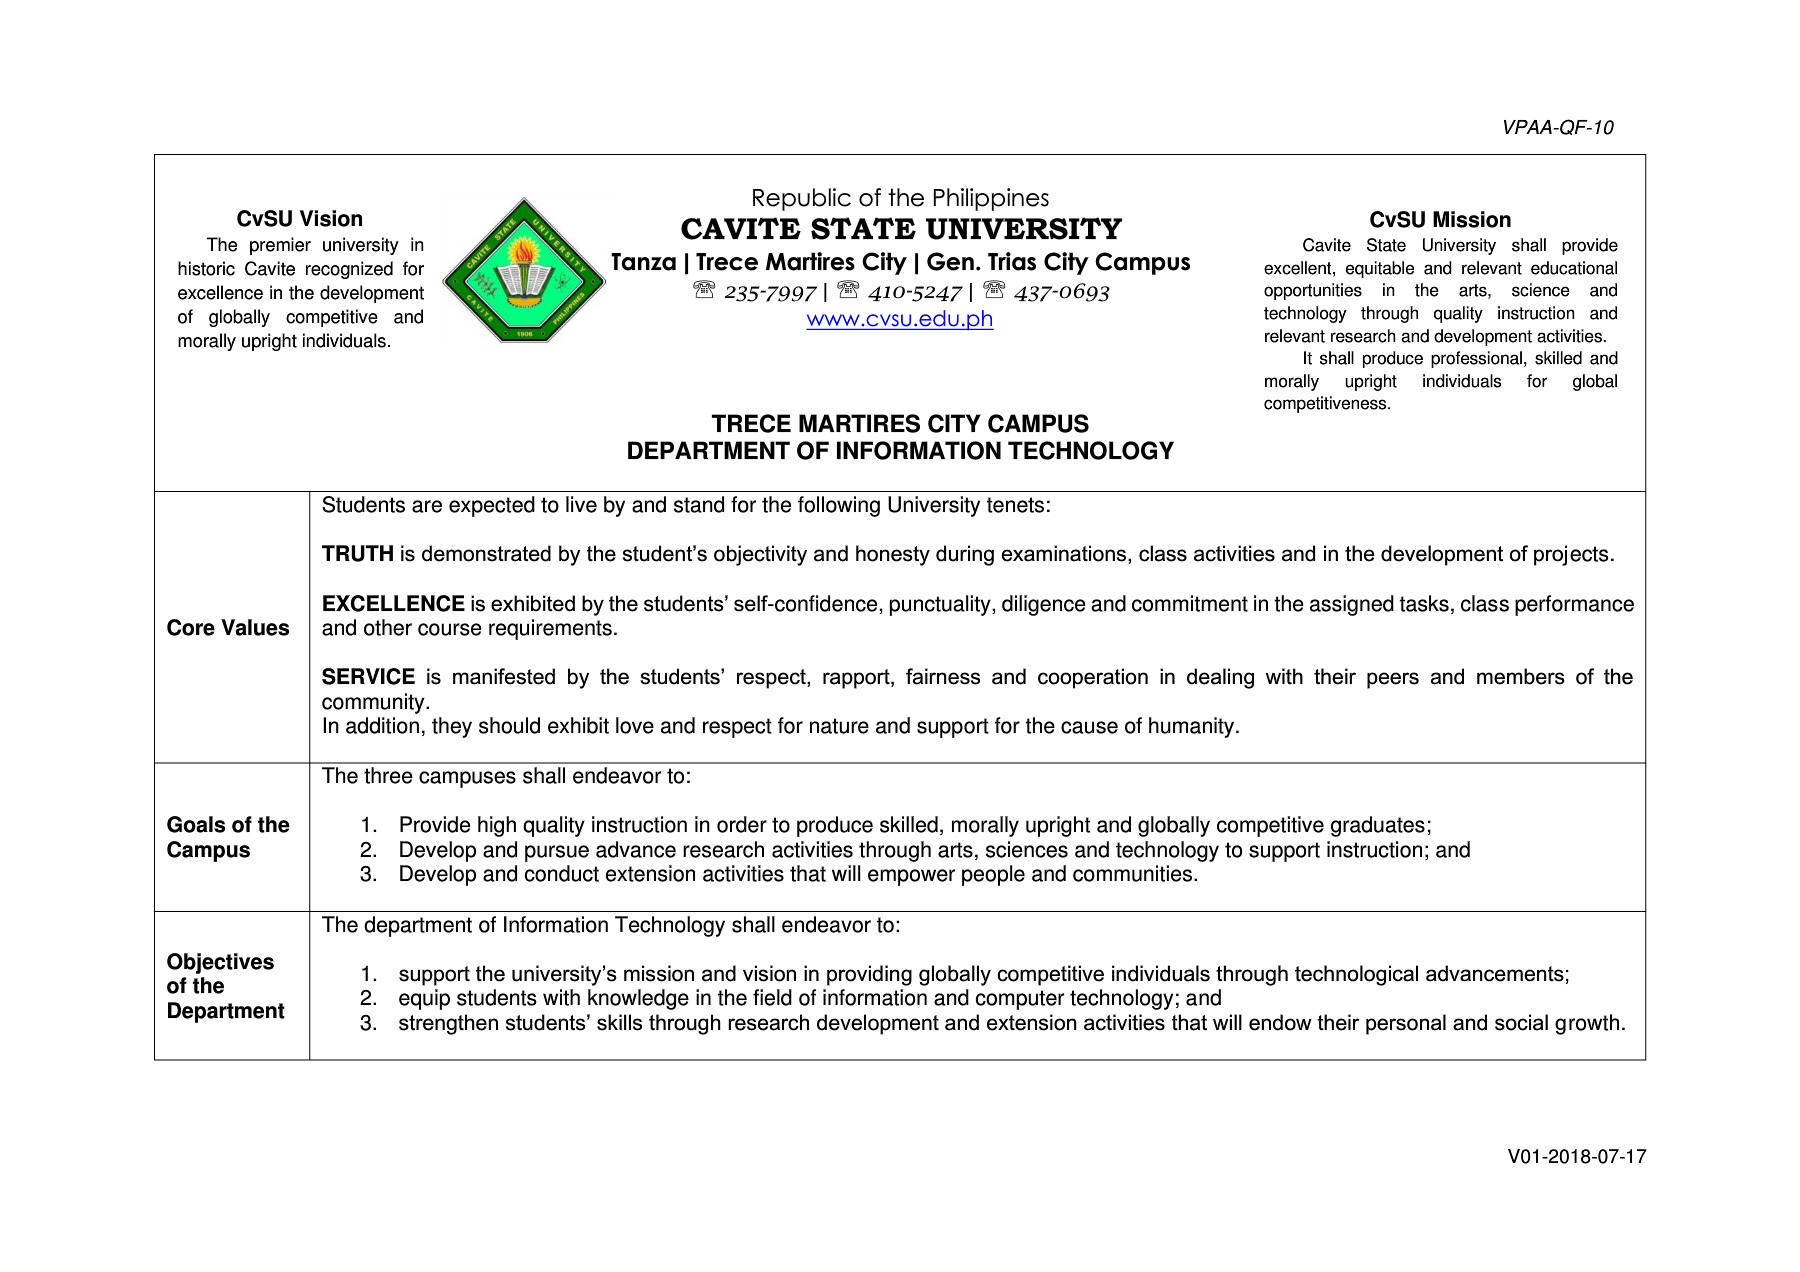 VPAA-QF-10
CvSU Vision
The premier university in
historic Cavite recognized for
excellence in the development
of globally competitive and
morally upright individuals.
CAVITE STATE UNIVERSITY
CAVITE
PHILIPPINES
1906
Republic of the Philippines
CAVITE STATE UNIVERSITY
Tanza | Trece Martires City | Gen. Trias City Campus
☏ 235-7997 | ☏ 410-5247 | ☏ 437-0693
www.cvsu.edu.ph
CvSU Mission
Cavite State University shall provide
excellent, equitable and relevant educational
opportunities in the arts, science and
technology through quality instruction and
relevant research and development activities.
It shall produce professional, skilled and
morally upright individuals for global
competitiveness.
TRECE MARTIRES CITY CAMPUS
DEPARTMENT OF INFORMATION TECHNOLOGY
Core Values
Students are expected to live by and stand for the following University tenets:
TRUTH is demonstrated by the student’s objectivity and honesty during examinations, class activities and in the development of projects.
EXCELLENCE is exhibited by the students’ self-confidence, punctuality, diligence and commitment in the assigned tasks, class performance
and other course requirements.
SERVICE is manifested by the students’ respect, rapport, fairness and cooperation in dealing with their peers and members of the
community.
In addition, they should exhibit love and respect for nature and support for the cause of humanity.
Goals of the
Campus
The three campuses shall endeavor to:
1. Provide high quality instruction in order to produce skilled, morally upright and globally competitive graduates;
2. Develop and pursue advance research activities through arts, sciences and technology to support instruction; and
3. Develop and conduct extension activities that will empower people and communities.
Objectives
of the
Department
The department of Information Technology shall endeavor to:
1. support the university’s mission and vision in providing globally competitive individuals through technological advancements;
2. equip students with knowledge in the field of information and computer technology; and
3. strengthen students’ skills through research development and extension activities that will endow their personal and social growth.
V01-2018-07-17